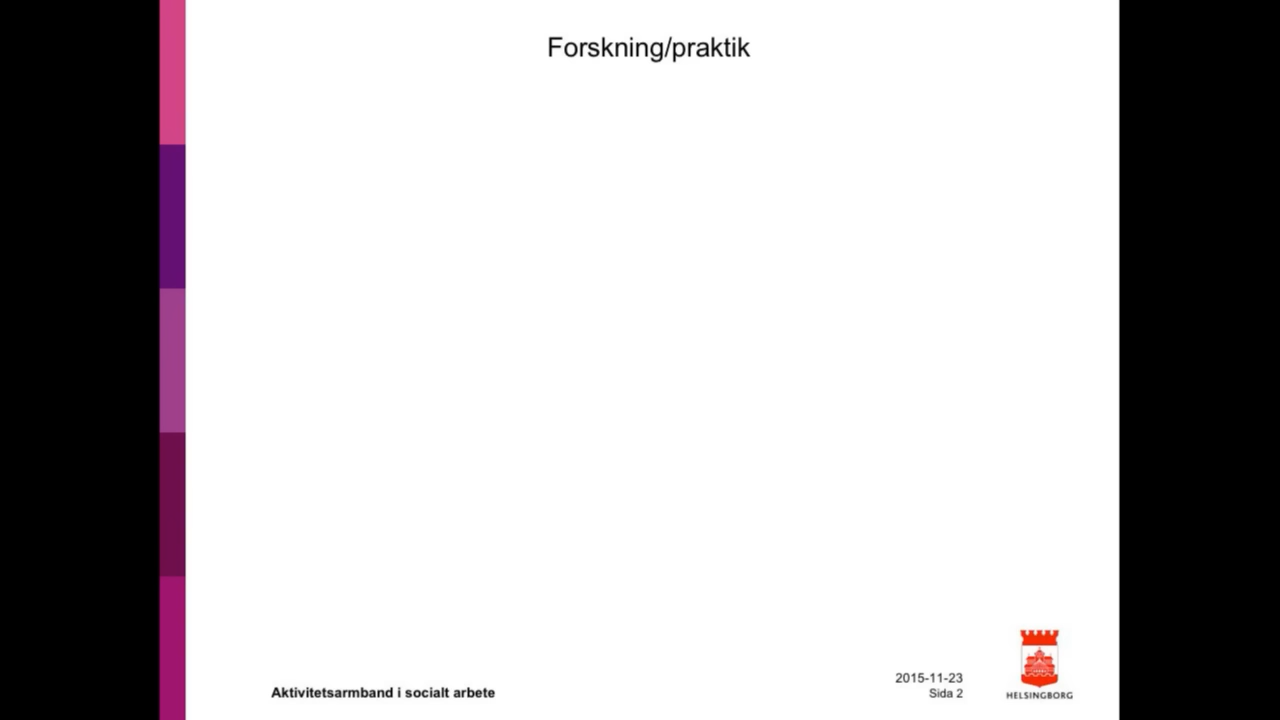 Forskning/praktik
Aktivitetsarmband i socialt arbete
2015-11-23
Sida 2
HELSINGBORG